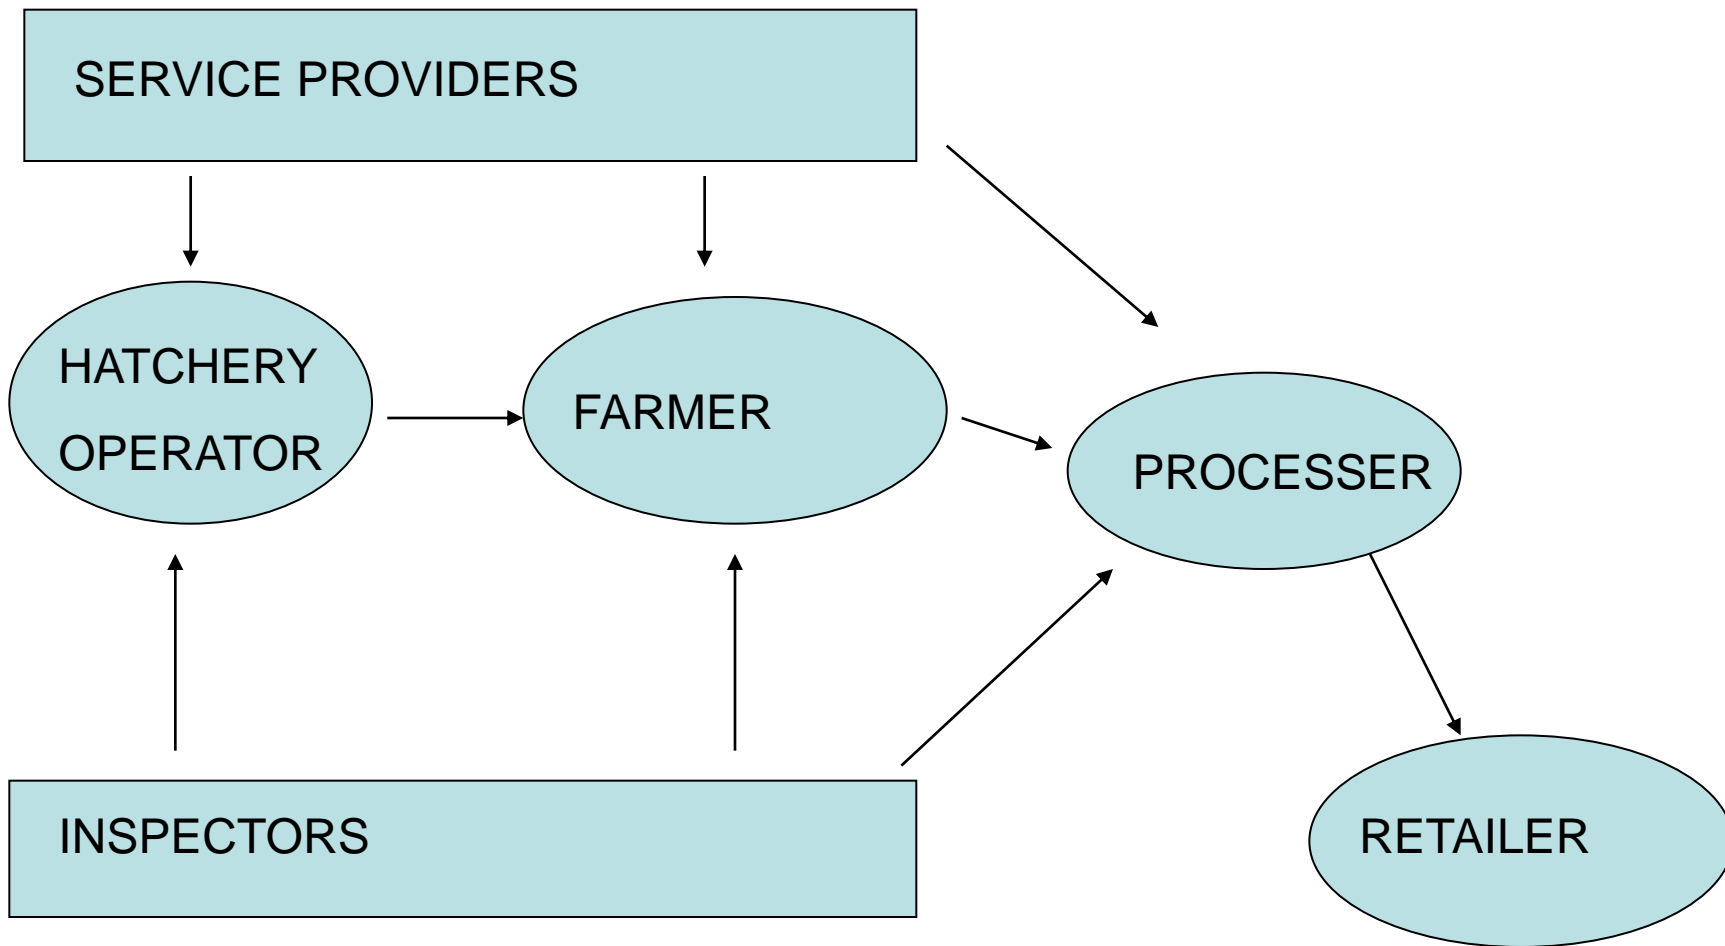 SERVICE PROVIDERS
HATCHERY
OPERATOR
FARMER
PROCESSER
INSPECTORS
RETAILER